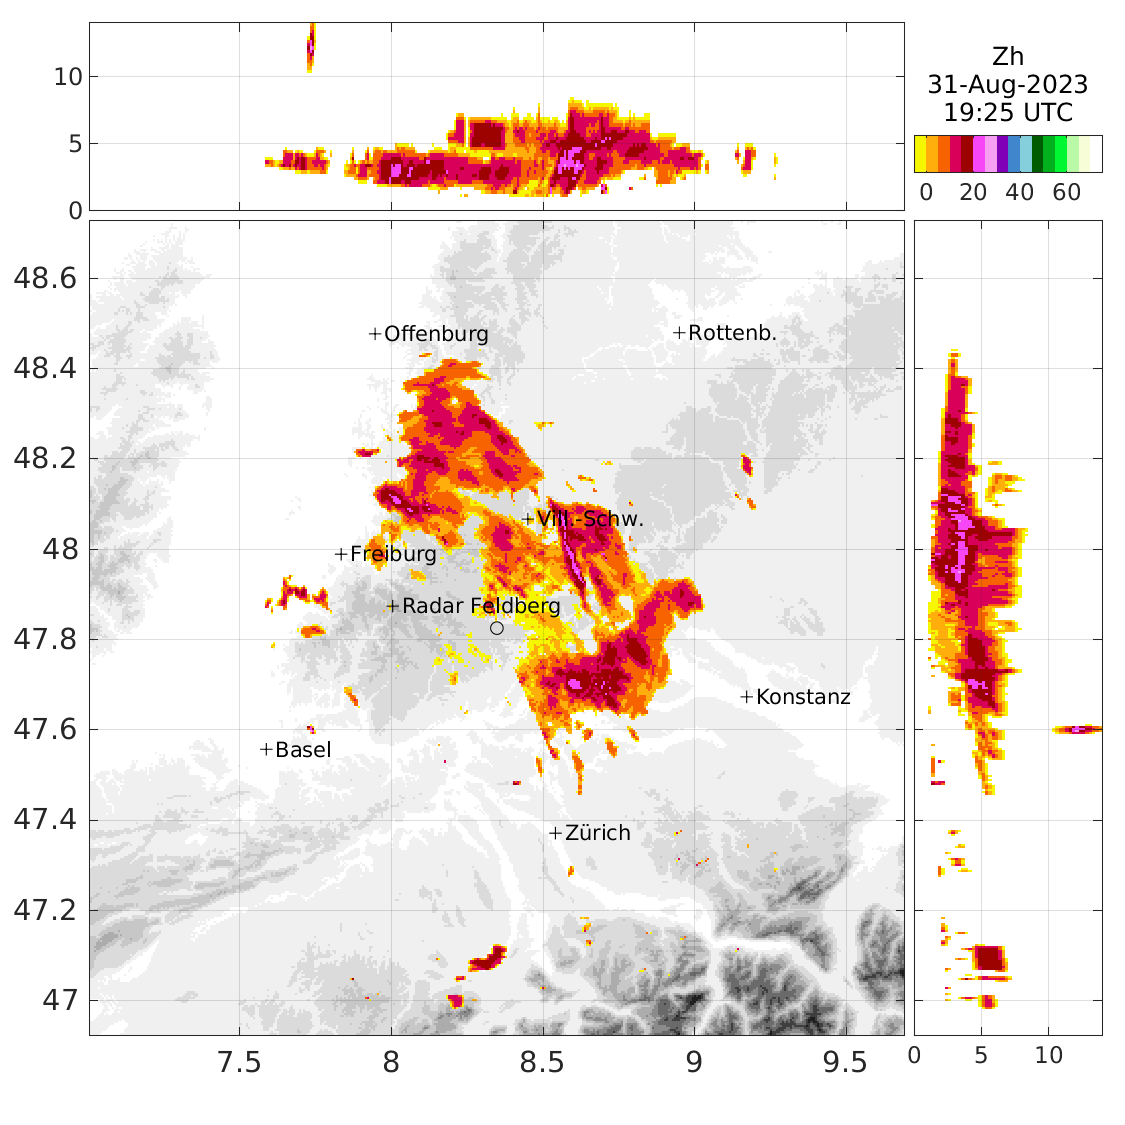 10
5
0
Zh
31-Aug-2023
19:25 UTC
0 20 40 60
48.6
48.4
48.2
48
47.8
47.6
47.4
47.2
47
Offenburg
Rottenb.
Vill.-Schw.
Freiburg
Radar Feldberg
Konstanz
Basel
Zürich
7.5 8 8.5 9 9.5
0 5 10